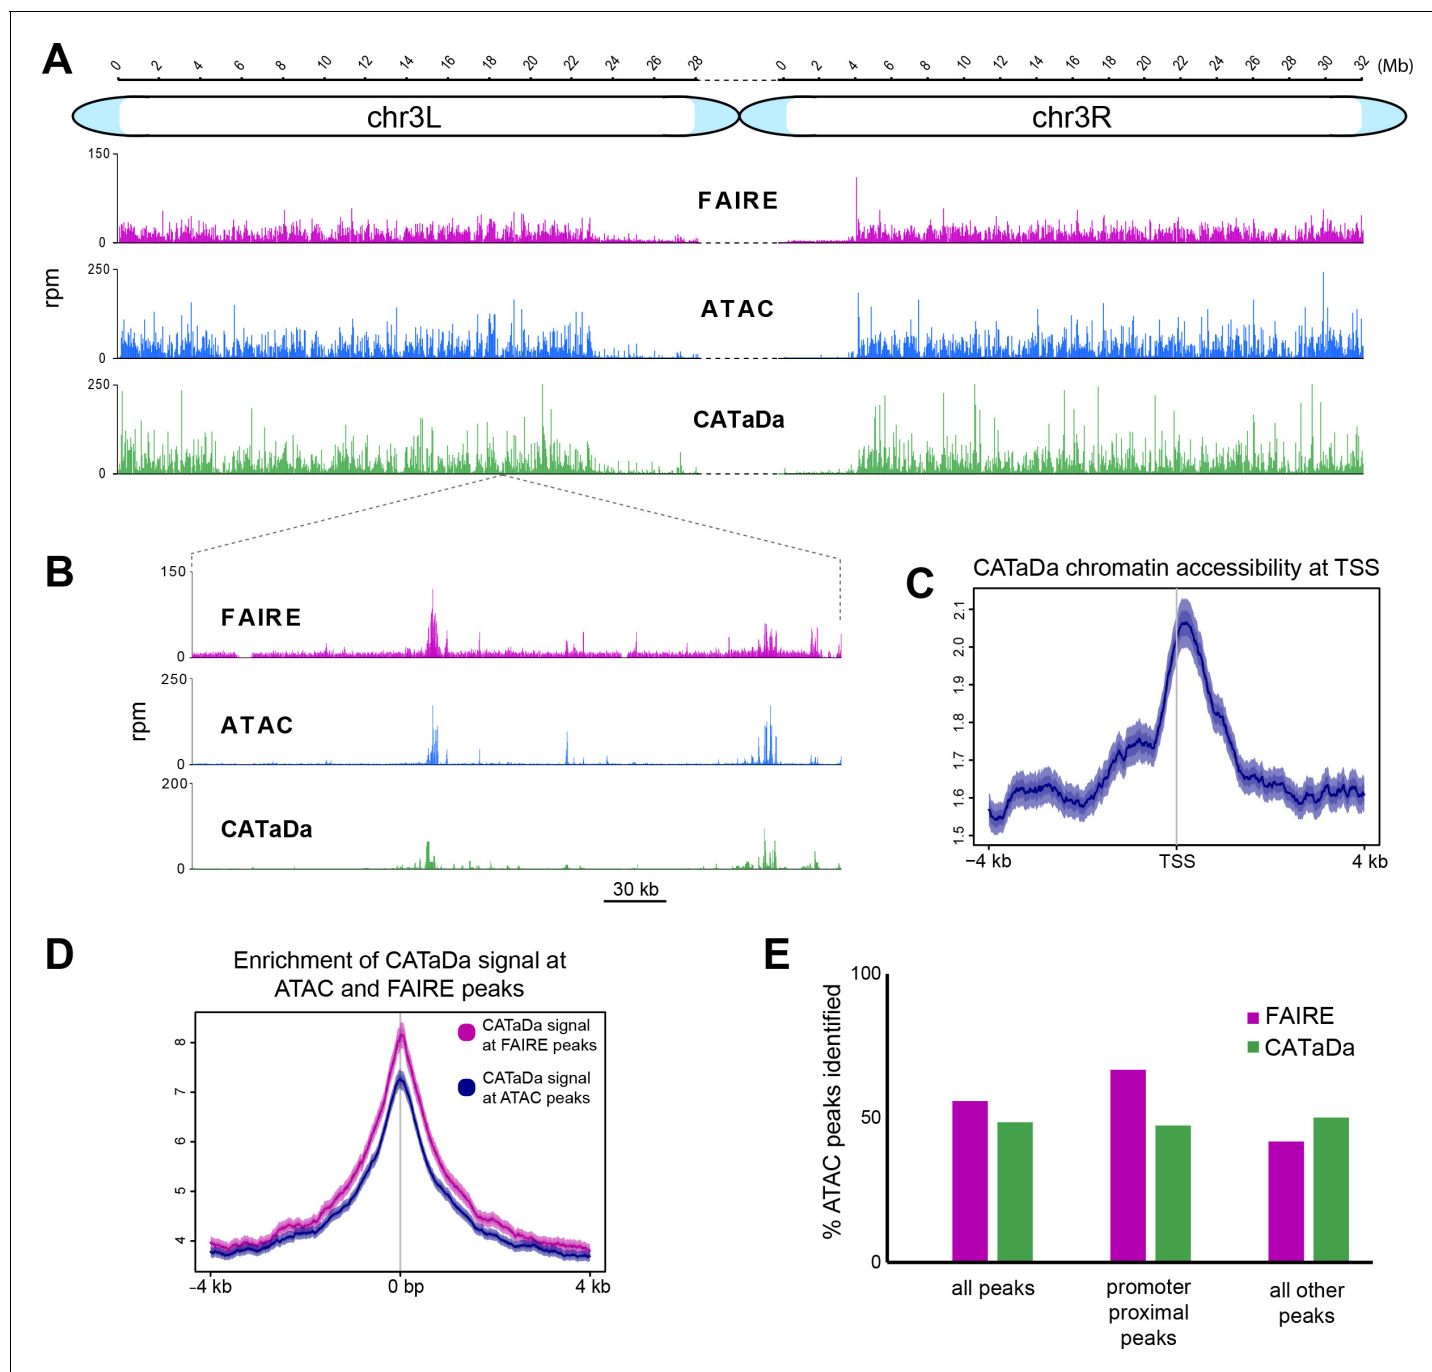 A
0 2 4 6 8 10 12 14 16 18 20 22 24 26 28 0 2 4 6 8 10 12 14 16 18 20 22 24 26 28 30 32 (Mb)
chr3L chr3R
150
FAIRE
0
250
rpm
ATAC
0
250
CATaDa
0
B
150
FAIRE
0
250
rpm
ATAC
0
200
CATaDa
0
30 kb
C
CATaDa chromatin accessibility at TSS
2.1
2.0
1.9
1.8
1.7
1.6
1.5
−4 kb TSS 4 kb
D
Enrichment of CATaDa signal at
ATAC and FAIRE peaks
CATaDa signal
at FAIRE peaks
CATaDa signal
at ATAC peaks
8
7
6
5
4
−4 kb 0 bp 4 kb
E
% ATAC peaks identified
100
50
0
FAIRE
CATaDa
all peaks
promoter
proximal
peaks
all other
peaks